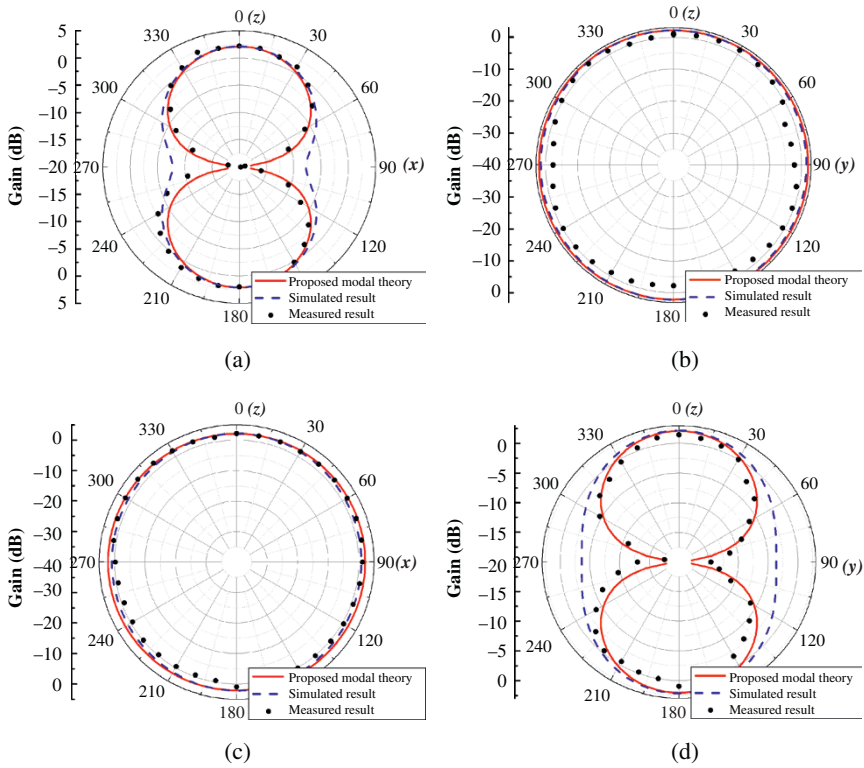 0 (z)
330
30
300
60
270
90
(x)
240
120
210
180
5
0
−5
−10
−15
−20
−15
−10
−5
0
5
Gain (dB)
Proposed modal theory
Simulated result
Measured result
(a)
0 (z)
330
30
300
60
270
90 (y)
240
120
210
180
0
−10
−20
−30
−40
−30
−20
−10
0
Gain (dB)
Proposed modal theory
Simulated result
Measured result
(b)
0 (z)
330
30
300
60
270
90 (x)
240
120
210
180
0
−10
−20
−30
−40
−30
−20
−10
0
Gain (dB)
Proposed modal theory
Simulated result
Measured result
(c)
0 (z)
330
30
300
60
270
90
(y)
240
120
210
180
0
−5
−10
−15
−20
−15
−10
−5
0
Gain (dB)
Proposed modal theory
Simulated result
Measured result
(d)